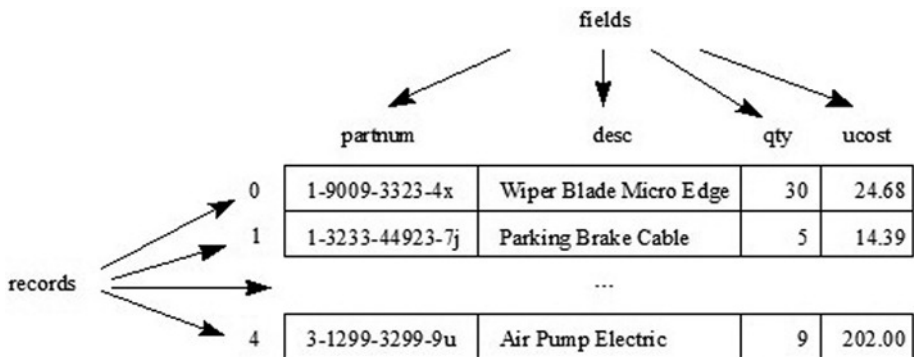 fields
partnum desc qty ucost
0 1-9009-3323-4x Wiper Blade Micro Edge 30 24.68
1 1-3233-44923-7j Parking Brake Cable 5 14.39
records ...
4 3-1299-3299-9u Air Pump Electric 9 202.00